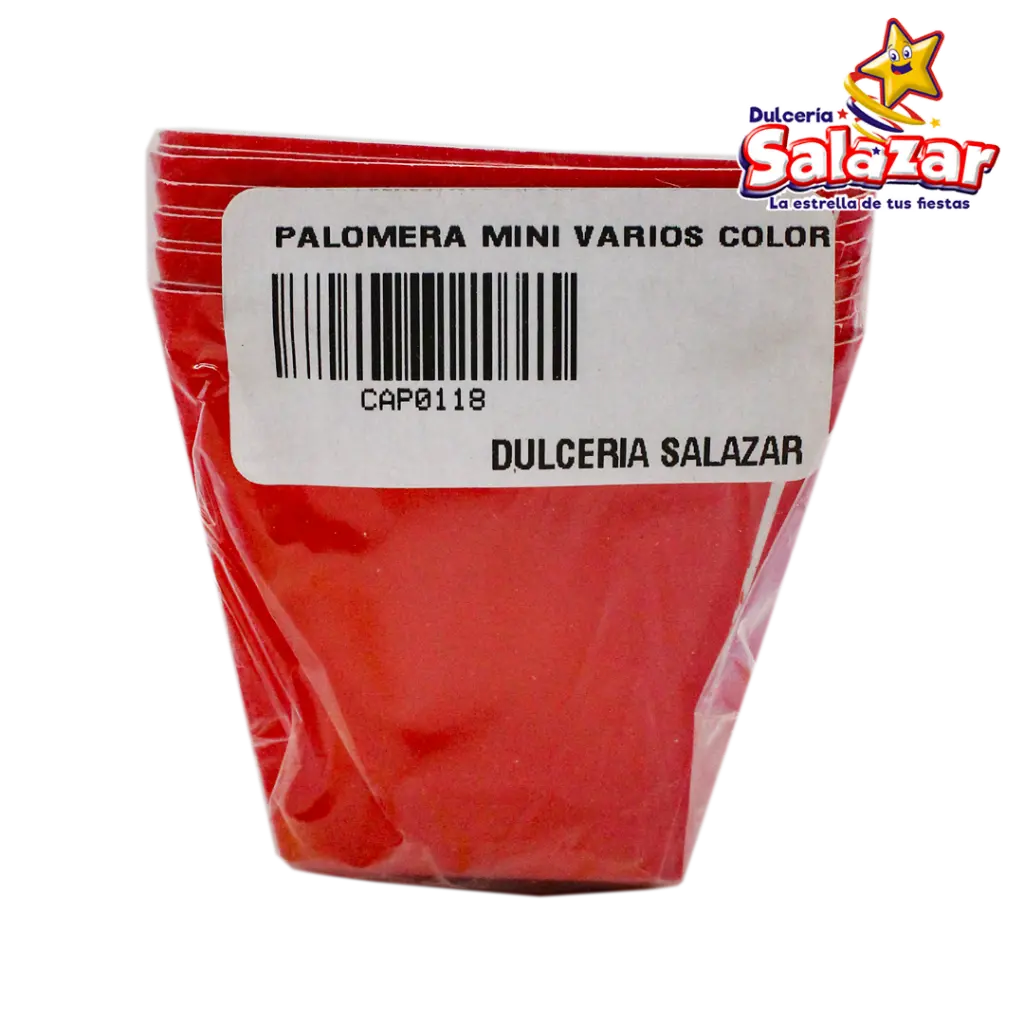 Dulcería
Salazar
La estrella de tus fiestas
PALOMERA MINI VARIOS COLOR
CAP0118
DULCERIA SALAZAR